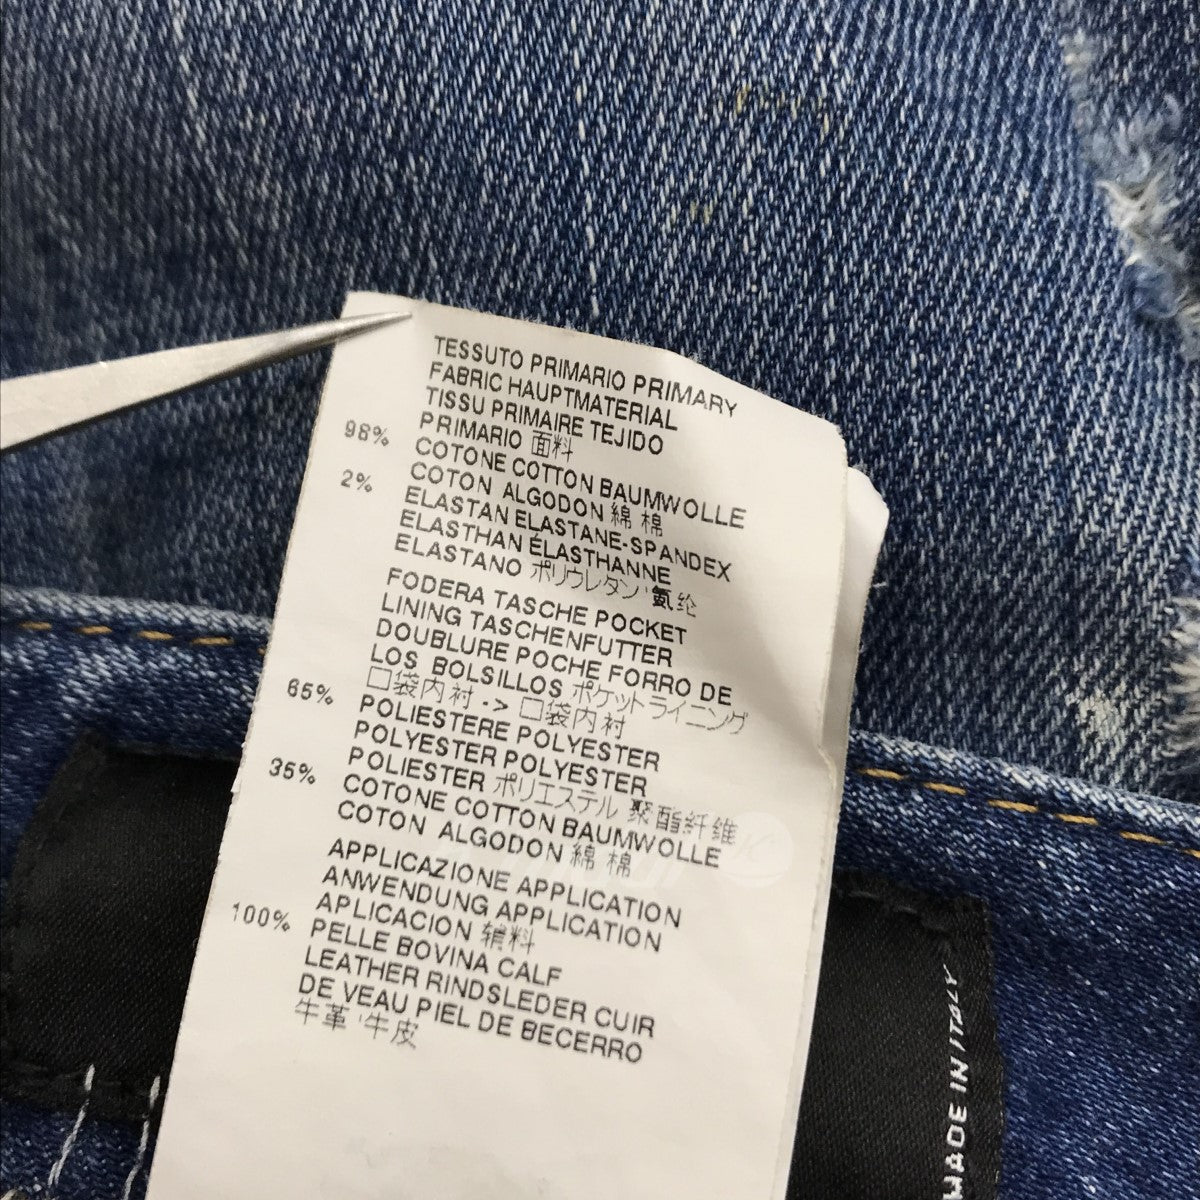 TESSUTO PRIMARIO PRIMARY
FABRIC HAUPTMATERIAL
TISSU PRIMAIRE TEJIDO
PRIMARIO 面料
98% COTONE COTTON BAUMWOLLE
COTON ALGODON 綿 棉
2% ELASTAN ELASTANE-SPANDEX
ELASTHAN ÉLASTHANNE
ELASTANO ポリウレタン 氨纶
FODERA TASCHE POCKET
LINING TASCHENFUTTER
DOUBLURE POCHE FORRO DE
LOS BOLSILLOS ポケットライニング
口袋内衬 -> 口袋内衬
65% POLIESTERE POLYESTER
POLYESTER POLYESTER
POLIESTER ポリエステル 聚酯纤维
35% COTONE COTTON BAUMWOLLE
COTON ALGODON 綿 棉
APPLICAZIONE APPLICATION
ANWENDUNG APPLICATION
APLICACION 辅料
100% PELLE BOVINA CALF
LEATHER RINDSLEDER CUIR
DE VEAU PIEL DE BECERRO
牛革 牛皮
MADE IN ITALY